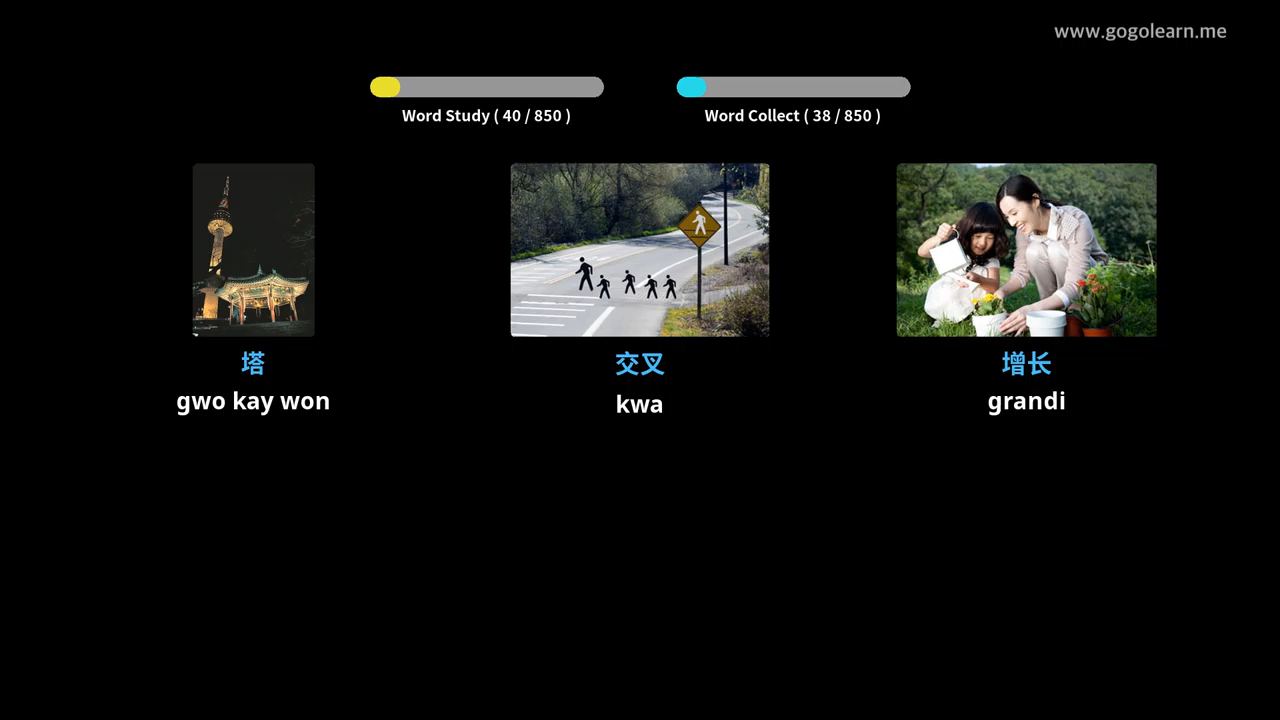 www.gogolearn.me
Word Study ( 40 / 850 )
Word Collect ( 38 / 850 )
塔
gwo kay won
交叉
kwa
增长
grandi